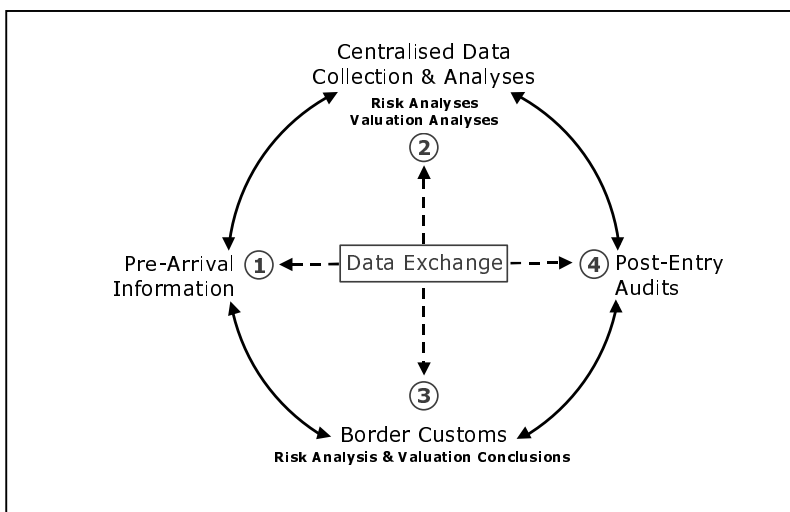 Centralised Data
Collection & Analyses
Risk Analyses
Valuation Analyses
2
Pre-Arrival
Information
1
Data Exchange
4
Post-Entry
Audits
3
Border Customs
Risk Analysis & Valuation Conclusions